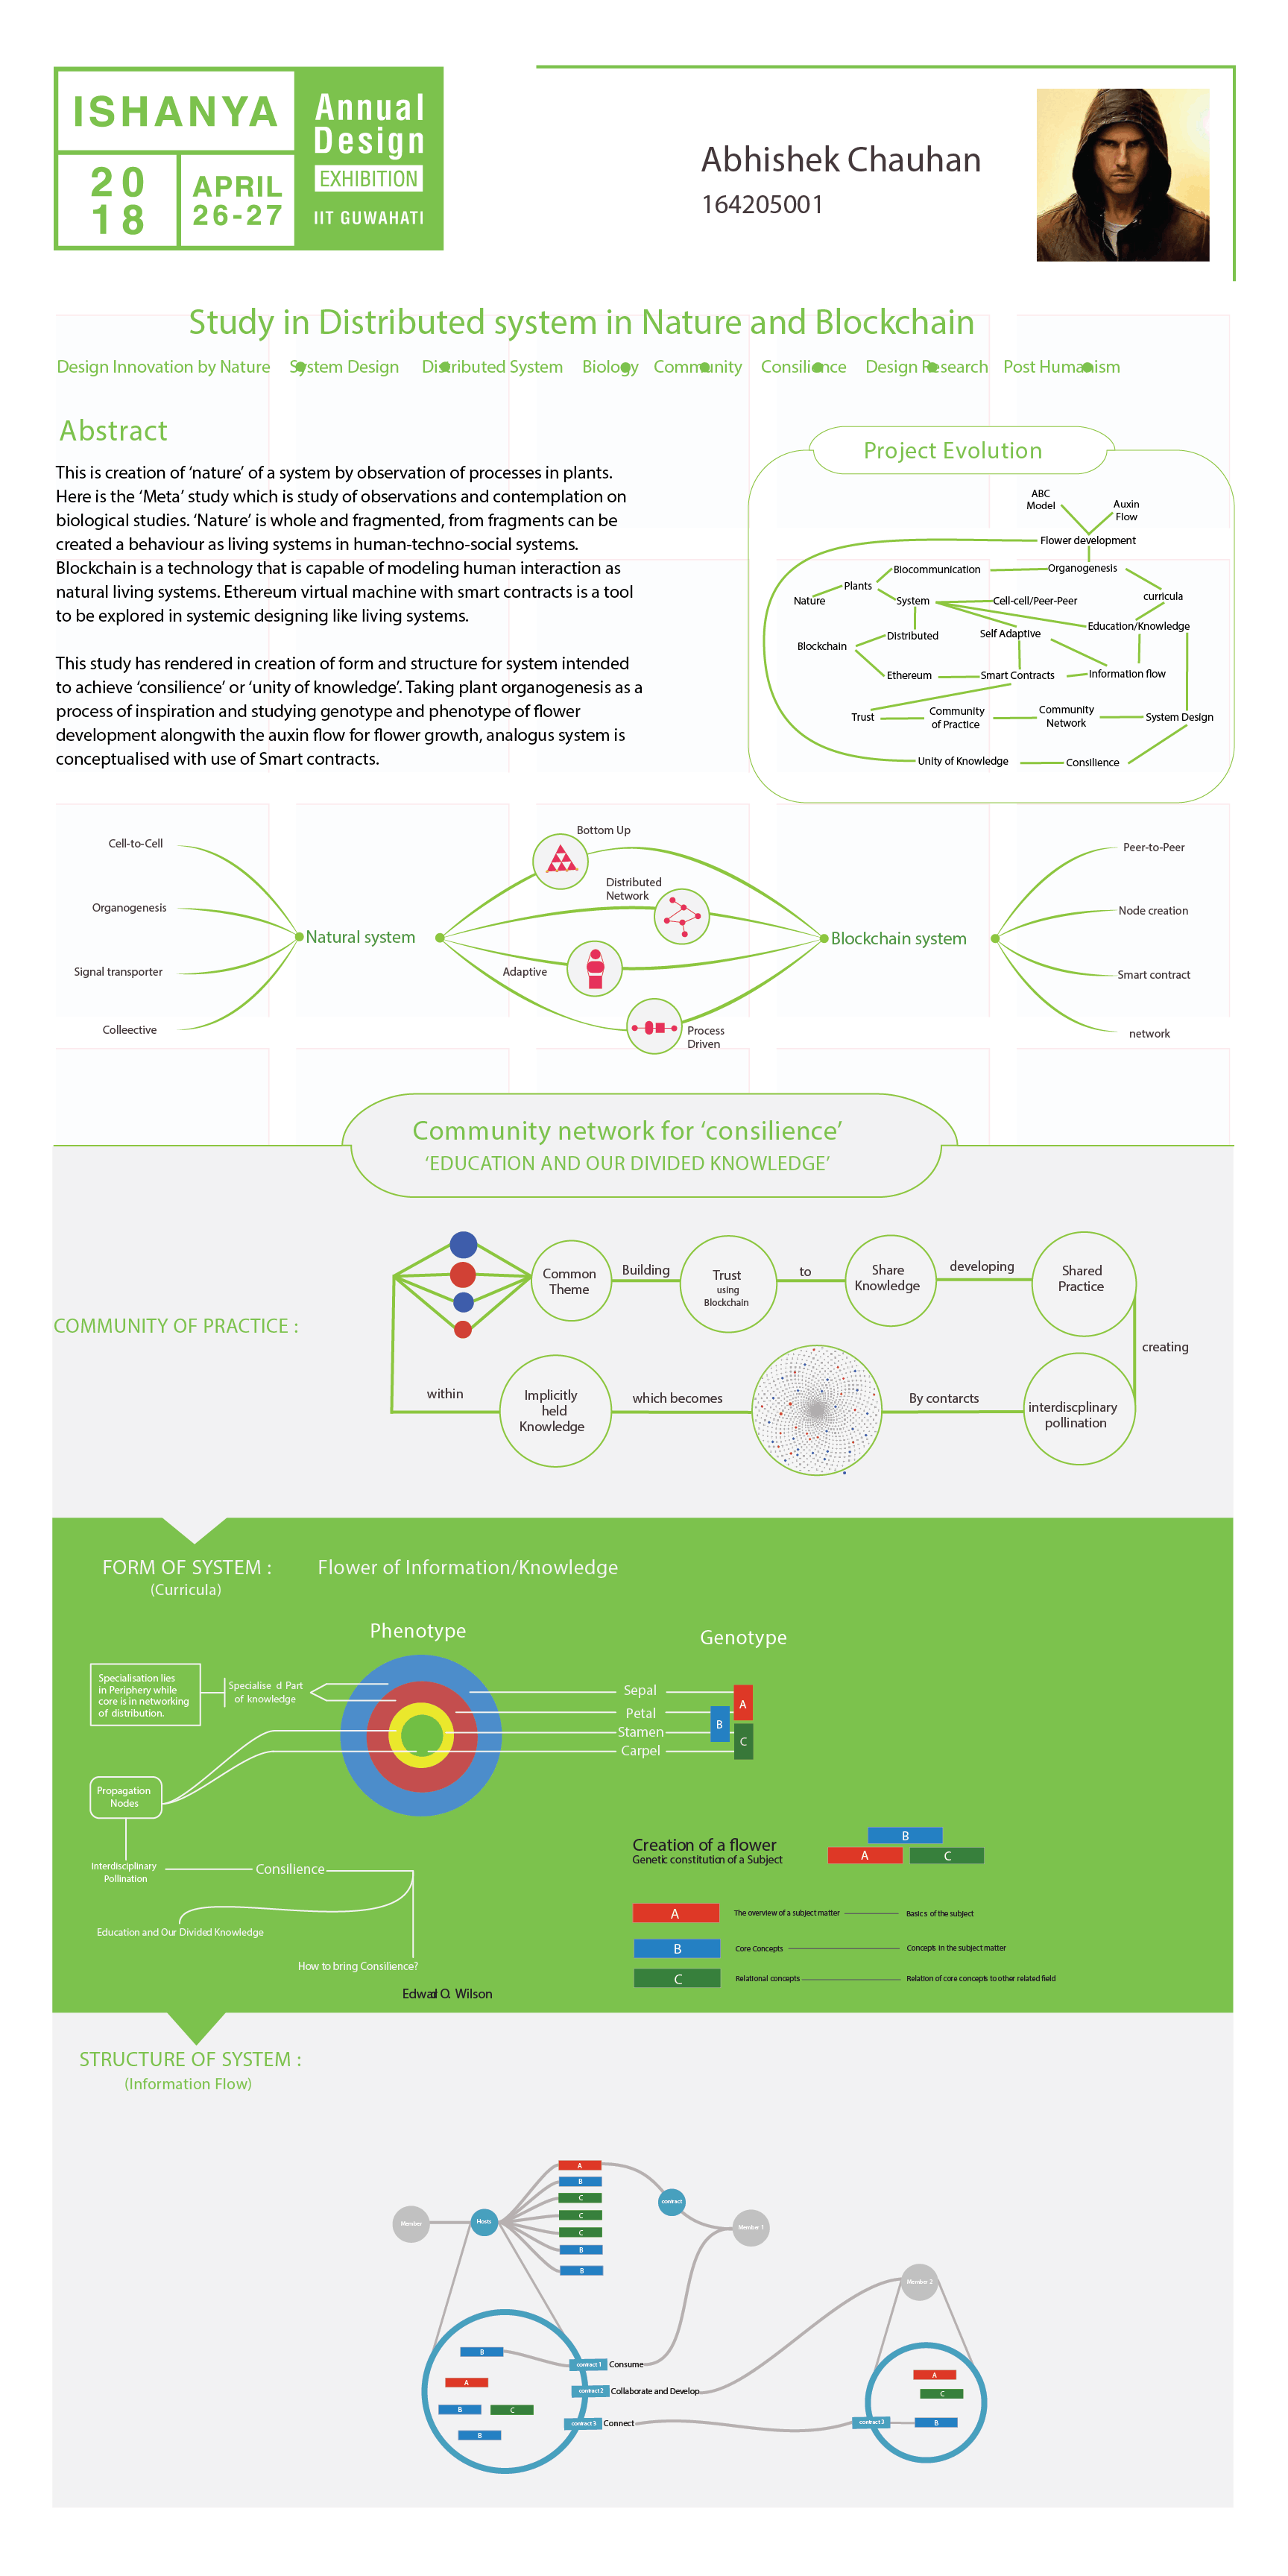 ISHANYA
20
18
APRIL
26-27
Annual
Design
EXHIBITION
IIT GUWAHATI
Abhishek Chauhan
164205001
Study in Distributed system in Nature and Blockchain
Design Innovation by Nature System Design Distributed System Biology Community Consilience Design Research Post Humanism
Abstract
This is creation of ‘nature’ of a system by observation of processes in plants.
Here is the ‘Meta’ study which is study of observations and contemplation on
biological studies. ‘Nature’ is whole and fragmented, from fragments can be
created a behaviour as living systems in human-techno-social systems.
Blockchain is a technology that is capable of modeling human interaction as
natural living systems. Ethereum virtual machine with smart contracts is a tool
to be explored in systemic designing like living systems.
This study has rendered in creation of form and structure for system intended
to achieve ‘consilience’ or ‘unity of knowledge’. Taking plant organogenesis as a
process of inspiration and studying genotype and phenotype of flower
development alongwith the auxin flow for flower growth, analogus system is
conceptualised with use of Smart contracts.
Project Evolution
ABC
Model
Auxin
Flow
Flower development
Biocommunication
Organogenesis
Plants
Nature
System
Cell-cell/Peer-Peer
curricula
Education/Knowledge
Distributed
Self Adaptive
Blockchain
Ethereum
Smart Contracts
Information flow
Trust
Community
of Practice
Community
Network
System Design
Unity of Knowledge
Consilience
Cell-to-Cell
Organogenesis
Signal transporter
Colleective
Natural system
Bottom Up
Distributed
Network
Adaptive
Process
Driven
Blockchain system
Peer-to-Peer
Node creation
Smart contract
network
Community network for ‘consilience’
‘EDUCATION AND OUR DIVIDED KNOWLEDGE’
COMMUNITY OF PRACTICE :
Common
Theme
Building
Trust
using
Blockchain
to
Share
Knowledge
developing
Shared
Practice
creating
interdiscplinary
pollination
By contarcts
which becomes
Implicitly
held
Knowledge
within
FORM OF SYSTEM :
(Curricula)
Flower of Information/Knowledge
Phenotype
Genotype
Specialisation lies
in Periphery while
core is in networking
of distribution.
Specialise d Part
of knowledge
Sepal
Petal
Stamen
Carpel
A
B
C
Propagation
Nodes
Interdisciplinary
Pollination
Consilience
Education and Our Divided Knowledge
How to bring Consilience?
Edward O. Wilson
Creation of a flower
Genetic constitution of a Subject
B
A
C
A
The overview of a subject matter
Basics of the subject
B
Core Concepts
Concepts in the subject matter
C
Relational concepts
Relation of core concepts to other related field
STRUCTURE OF SYSTEM :
(Information Flow)
Member
Hosts
A
B
C
C
C
B
B
contract
Member 1
Member 2
B
A
B
C
B
contract 1
Consume
contract 2
Collaborate and Develop
contract 3
Connect
contract 3
A
C
B